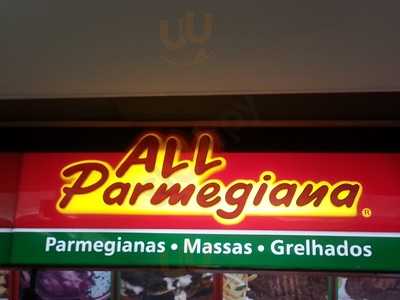 ALL
Parmegiana ®
Parmegianas • Massas • Grelhados